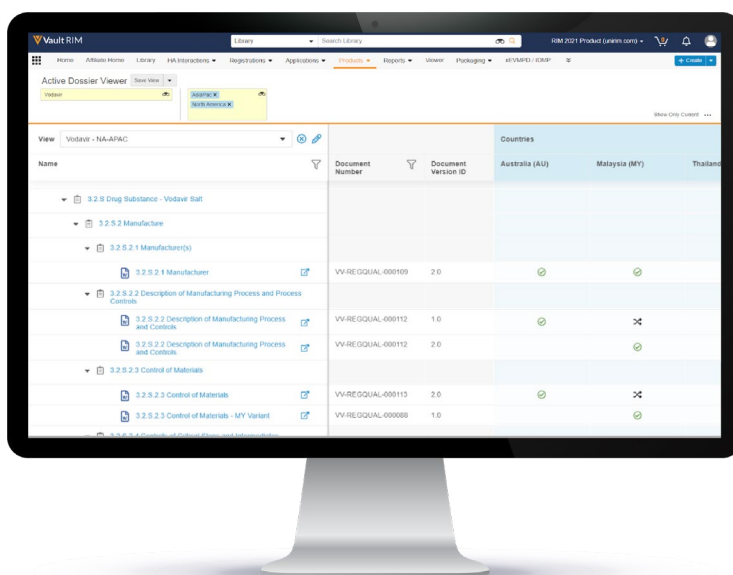 Vault RIM
Library
Search Library
RIM 2021 Product (unirim.com)
Home Affiliate Home Library HA Interactions Registrations Applications Products Reports Viewer Packaging xEVMPD / IDMP
+ Create
Active Dossier Viewer Save View
Vodavir
AsiaPac ×
North America ×
Show Only Current ...
View Vodavir - NA-APAC
Countries
Name
Document Number
Document Version ID
Australia (AU)
Malaysia (MY)
Thailand
3.2.S Drug Substance - Vodavir Salt
3.2.S.2 Manufacture
3.2.S.2.1 Manufacturer(s)
3.2.S.2.1 Manufacturer VV-REGQUAL-000109 2.0
3.2.S.2.2 Description of Manufacturing Process and Process
Controls
3.2.S.2.2 Description of Manufacturing Process VV-REGQUAL-000112 1.0
and Controls
3.2.S.2.2 Description of Manufacturing Process VV-REGQUAL-000112 2.0
and Controls
3.2.S.2.3 Control of Materials
3.2.S.2.3 Control of Materials VV-REGQUAL-000113 2.0
3.2.S.2.3 Control of Materials - MY Variant VV-REGQUAL-000088 1.0